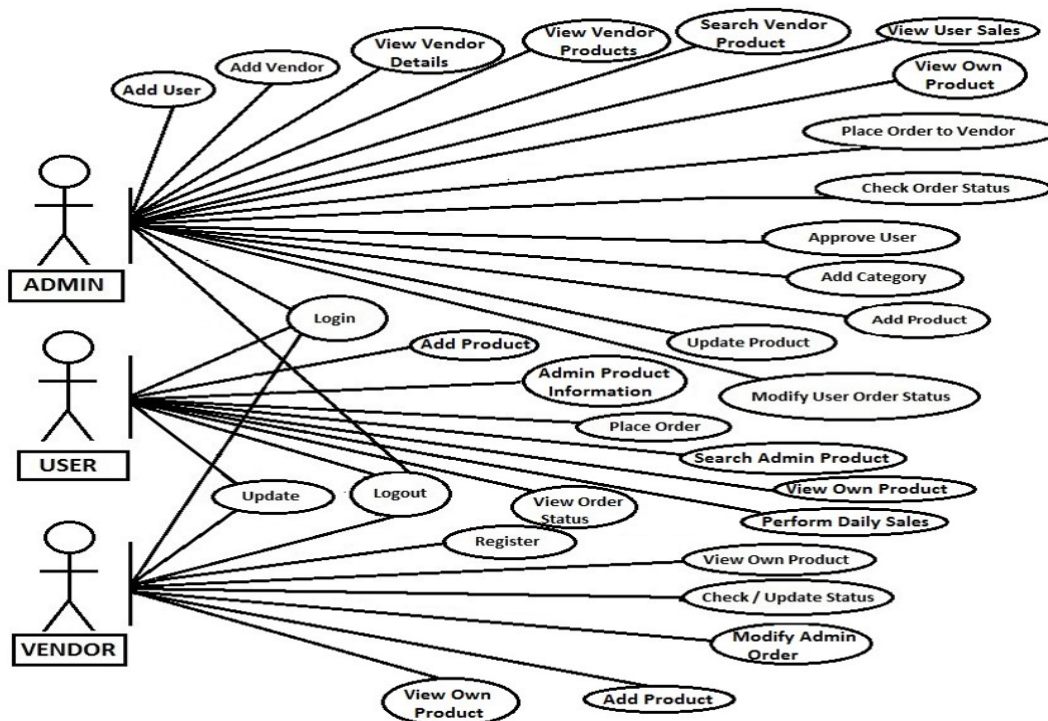 Add User
Add Vendor
View Vendor
Details
View Vendor
Products
Search Vendor
Product
View User Sales
View Own
Product
Place Order to Vendor
Check Order Status
Approve User
Add Category
Add Product
Update Product
Modify User Order Status
ADMIN
Login
Add Product
Admin Product
Information
Place Order
Search Admin Product
View Own Product
Perform Daily Sales
USER
Update
Logout
View Order
Status
Register
View Own Product
Check / Update Status
Modify Admin
Order
VENDOR
View Own
Product
Add Product